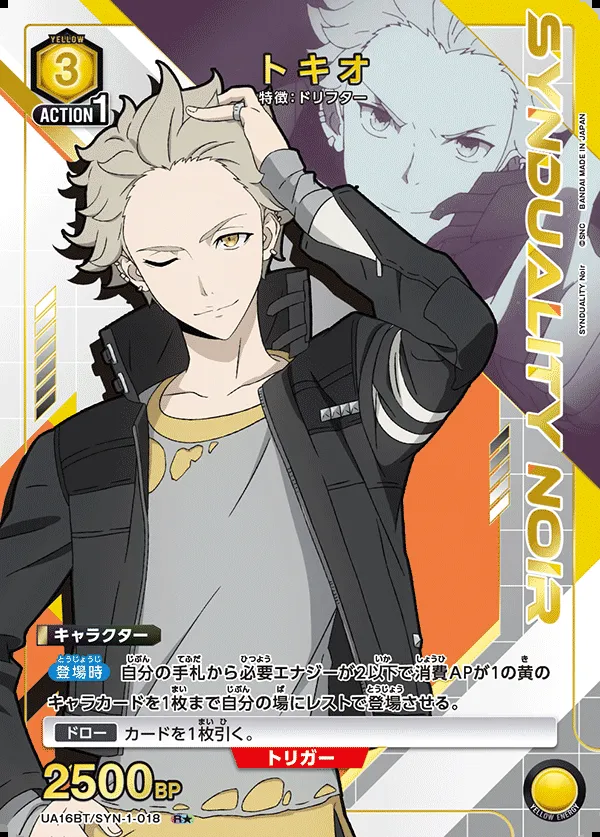 YELLOW
3
ACTION1
トキオ
特徴:ドリフター
SYNDUALITY NOIR
SYNDUALITY Noir ©SNC BANDAI MADE IN JAPAN
キャラクター
登場時 自分の手札から必要エナジーが2以下で消費APが1の黄の
キャラカードを1枚まで自分の場にレストで登場させる。
ドロー カードを1枚引く。
トリガー
2500BP
UA16BT/SYN-1-018 R★
YELLOW ENERGY